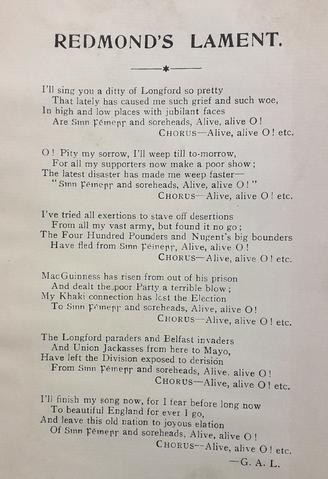 REDMOND'S LAMENT.
I'll sing you a ditty of Longford so pretty
That lately has caused me such grief and such woe,
In high and low places with jubilant faces
Are Sinn Féinerr and soreheads, Alive, alive O!
CHORUS—Alive, alive O! etc.
O! Pity my sorrow, I'll weep till to-morrow,
For all my supporters now make a poor show;
The latest disaster has made me weep faster—
"Sinn Féinerr and soreheads, Alive, alive O!"
CHORUS—Alive, alive O! etc.
I've tried all exertions to stave off desertions
From all my vast army, but found it no go;
The Four Hundred Pounders and Nugent's big bounders
Have fled from Sinn Féinerr, Alive, alive O!
CHORUS—Alive, alive O! etc.
MacGuinness has risen from out of his prison
And dealt the poor Party a terrible blow;
My Khaki connection has lost the Election
To Sinn Féinerr and soreheads, Alive, alive O!
CHORUS—Alive, alive O! etc.
The Longford paraders and Belfast invaders
And Union Jackasses from here to Mayo,
Have left the Division exposed to derision
From Sinn Féinerr and soreheads, Alive, alive O!
CHORUS—Alive, alive O! etc.
I'll finish my song now, for I fear before long now
To beautiful England for ever I go,
And leave this old nation to joyous elation
Of Sinn Féinerr and soreheads, Alive, alive O!
CHORUS—Alive, alive O! etc.
—G. A. L.